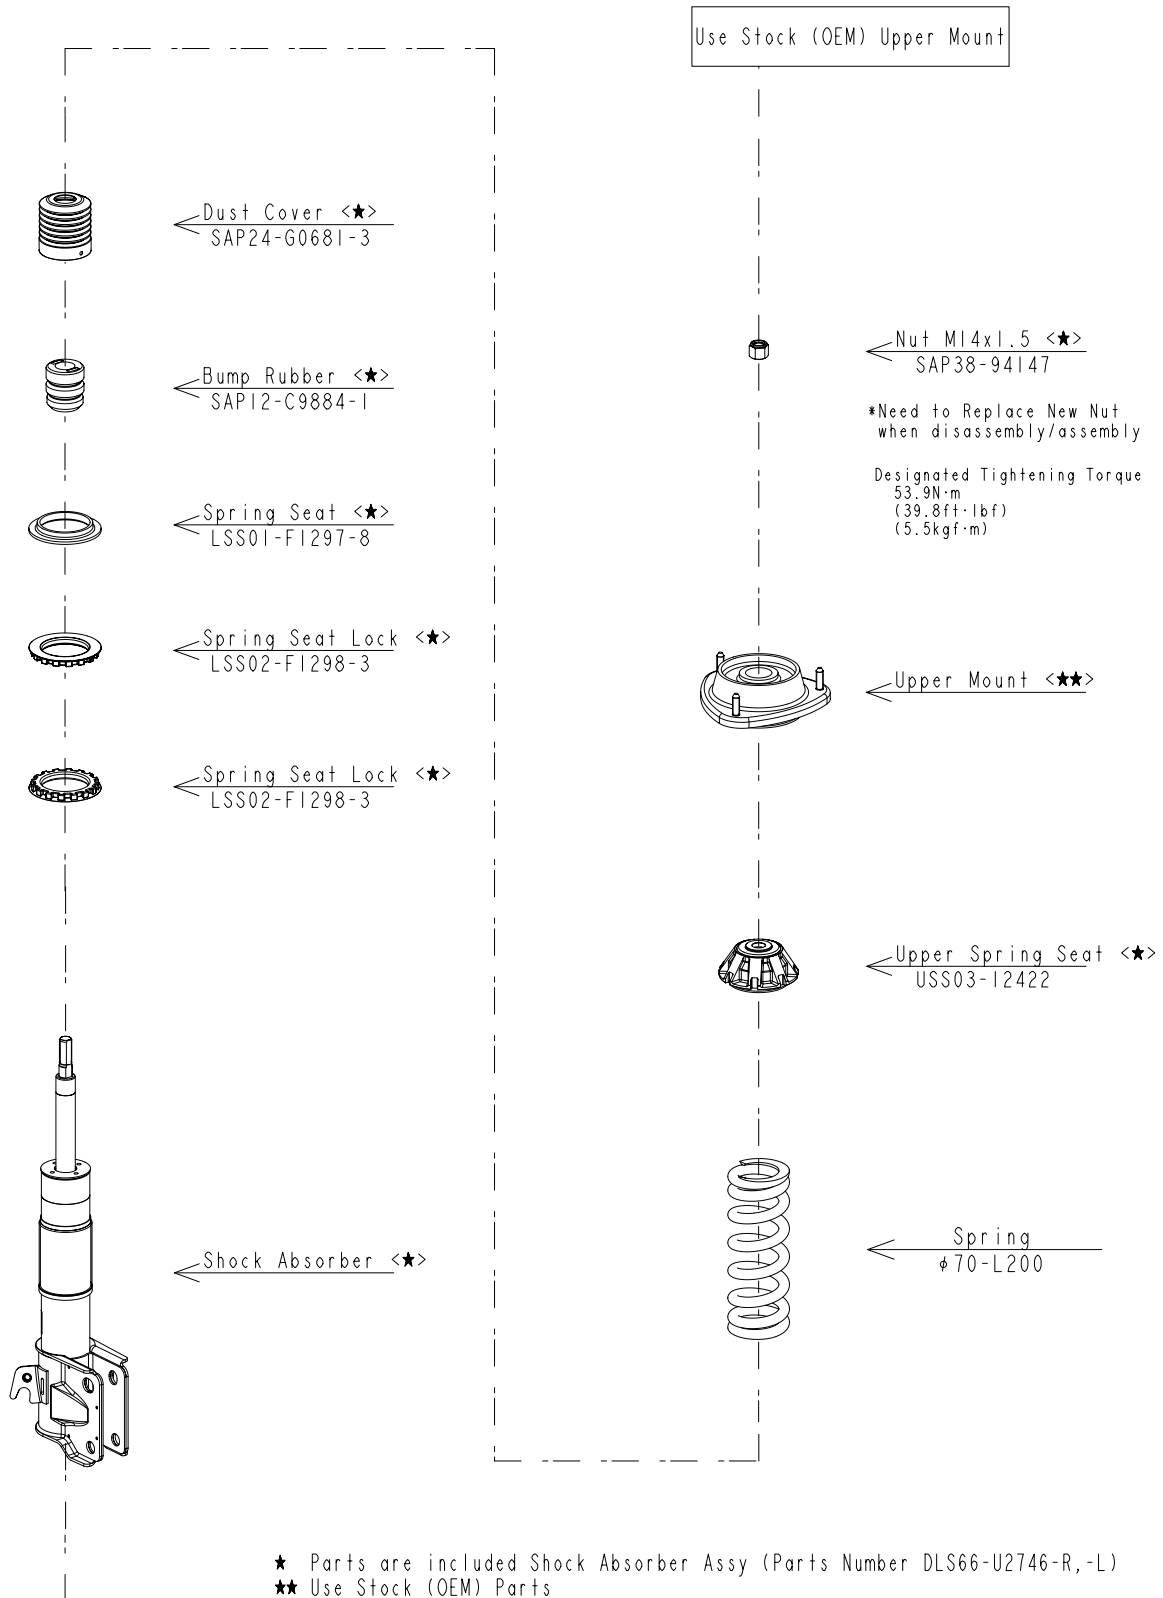 Use Stock (OEM) Upper Mount
Dust Cover <★>
SAP24-G0681-3
Bump Rubber <★>
SAP12-C9884-1
Spring Seat <★>
LSS01-F1297-8
Spring Seat Lock <★>
LSS02-F1298-3
Spring Seat Lock <★>
LSS02-F1298-3
Shock Absorber <★>
Nut M14x1.5 <★>
SAP38-94147
*Need to Replace New Nut
when disassembly/assembly
Designated Tightening Torque
53.9N·m
(39.8ft·lbf)
(5.5kgf·m)
Upper Mount <★★>
Upper Spring Seat <★>
USS03-12422
Spring
φ70-L200
★ Parts are included Shock Absorber Assy (Parts Number DLS66-U2746-R,-L)
★★ Use Stock (OEM) Parts